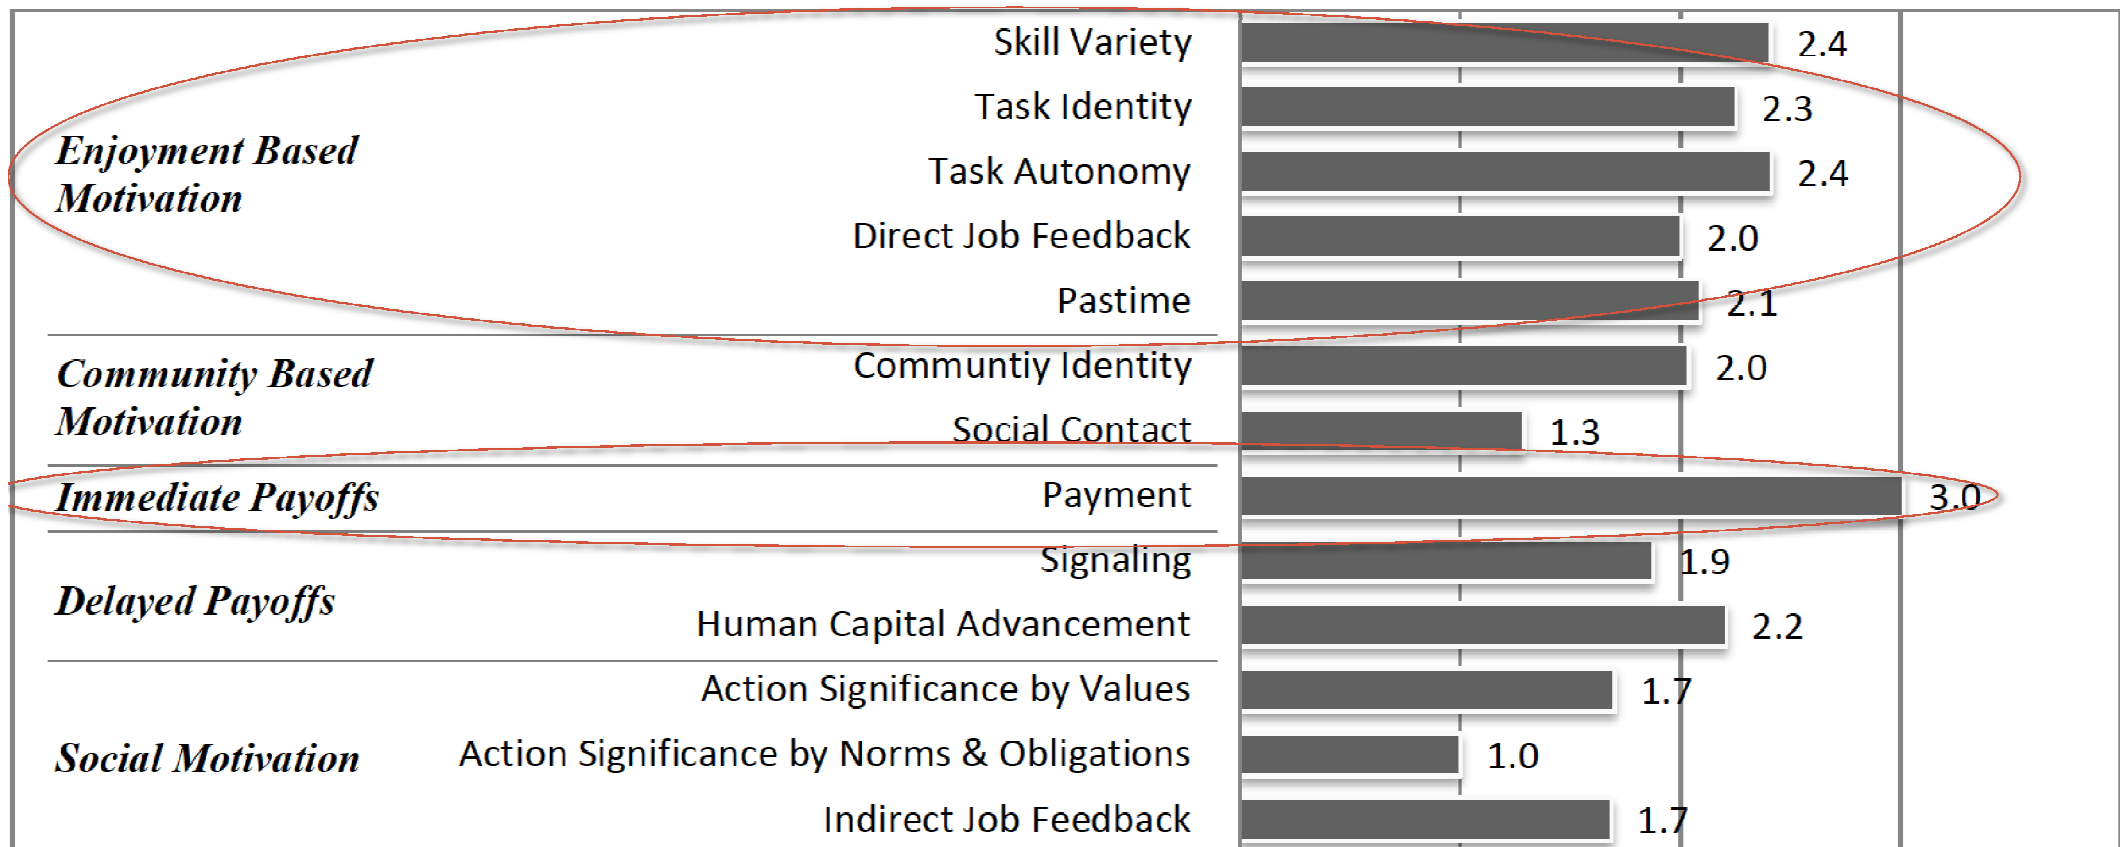 Skill Variety 2.4
Task Identity 2.3
Enjoyment Based
Motivation
Task Autonomy 2.4
Direct Job Feedback 2.0
Pastime 2.1
Community Based
Motivation
Communtiy Identity 2.0
Social Contact 1.3
Immediate Payoffs Payment 3.0
Delayed Payoffs
Signaling 1.9
Human Capital Advancement 2.2
Action Significance by Values 1.7
Social Motivation Action Significance by Norms & Obligations 1.0
Indirect Job Feedback 1.7